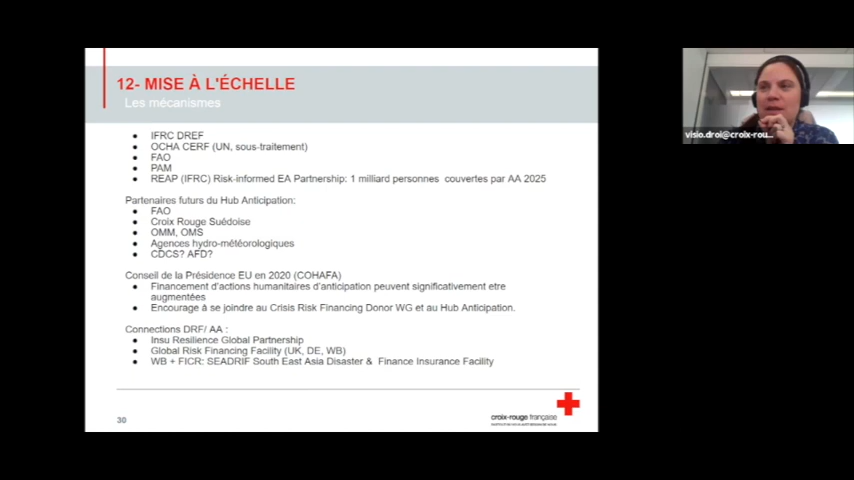 12- MISE À L'ÉCHELLE
Les mécanismes
● IFRC DREF
● OCHA CERF (UN, sous-traitement)
● FAO
● PAM
● REAP (IFRC) Risk-informed EA Partnership: 1 milliard personnes couvertes par AA 2025
Partenaires futurs du Hub Anticipation:
● FAO
● Croix Rouge Suédoise
● OMM, OMS
● Agences hydro-météorologiques
● CDCS? AFD?
Conseil de la Présidence EU en 2020 (COHAFA)
● Financement d'actions humanitaires d'anticipation peuvent significativement etre
augmentées
● Encourage à se joindre au Crisis Risk Financing Donor WG et au Hub Anticipation.
Connections DRF/ AA :
● Insu Resilience Global Partnership
● Global Risk Financing Facility (UK, DE, WB)
● WB + FICR: SEADRIF South East Asia Disaster & Finance Insurance Facility
30
croix-rouge française
visio.droi@croix-rou...